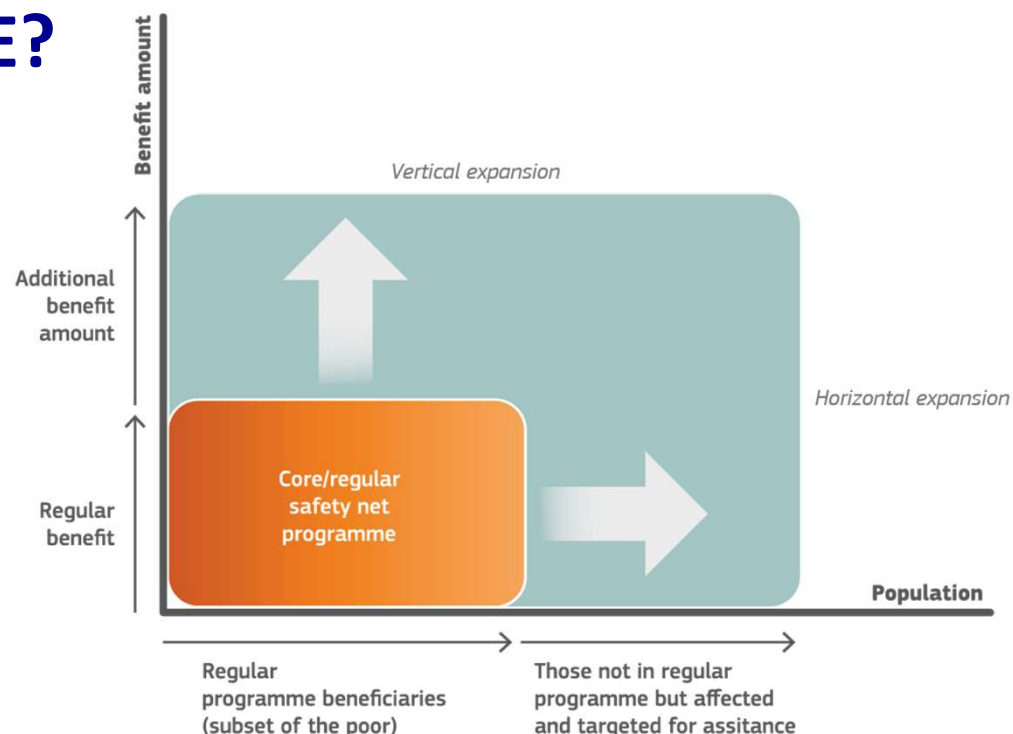 E?
Benefit amount
Vertical expansion
Additional
benefit
amount
Horizontal expansion
Core/regular
safety net
programme
Regular
benefit
Population
Regular
programme beneficiaries
(subset of the poor)
Those not in regular
programme but affected
and targeted for assitance